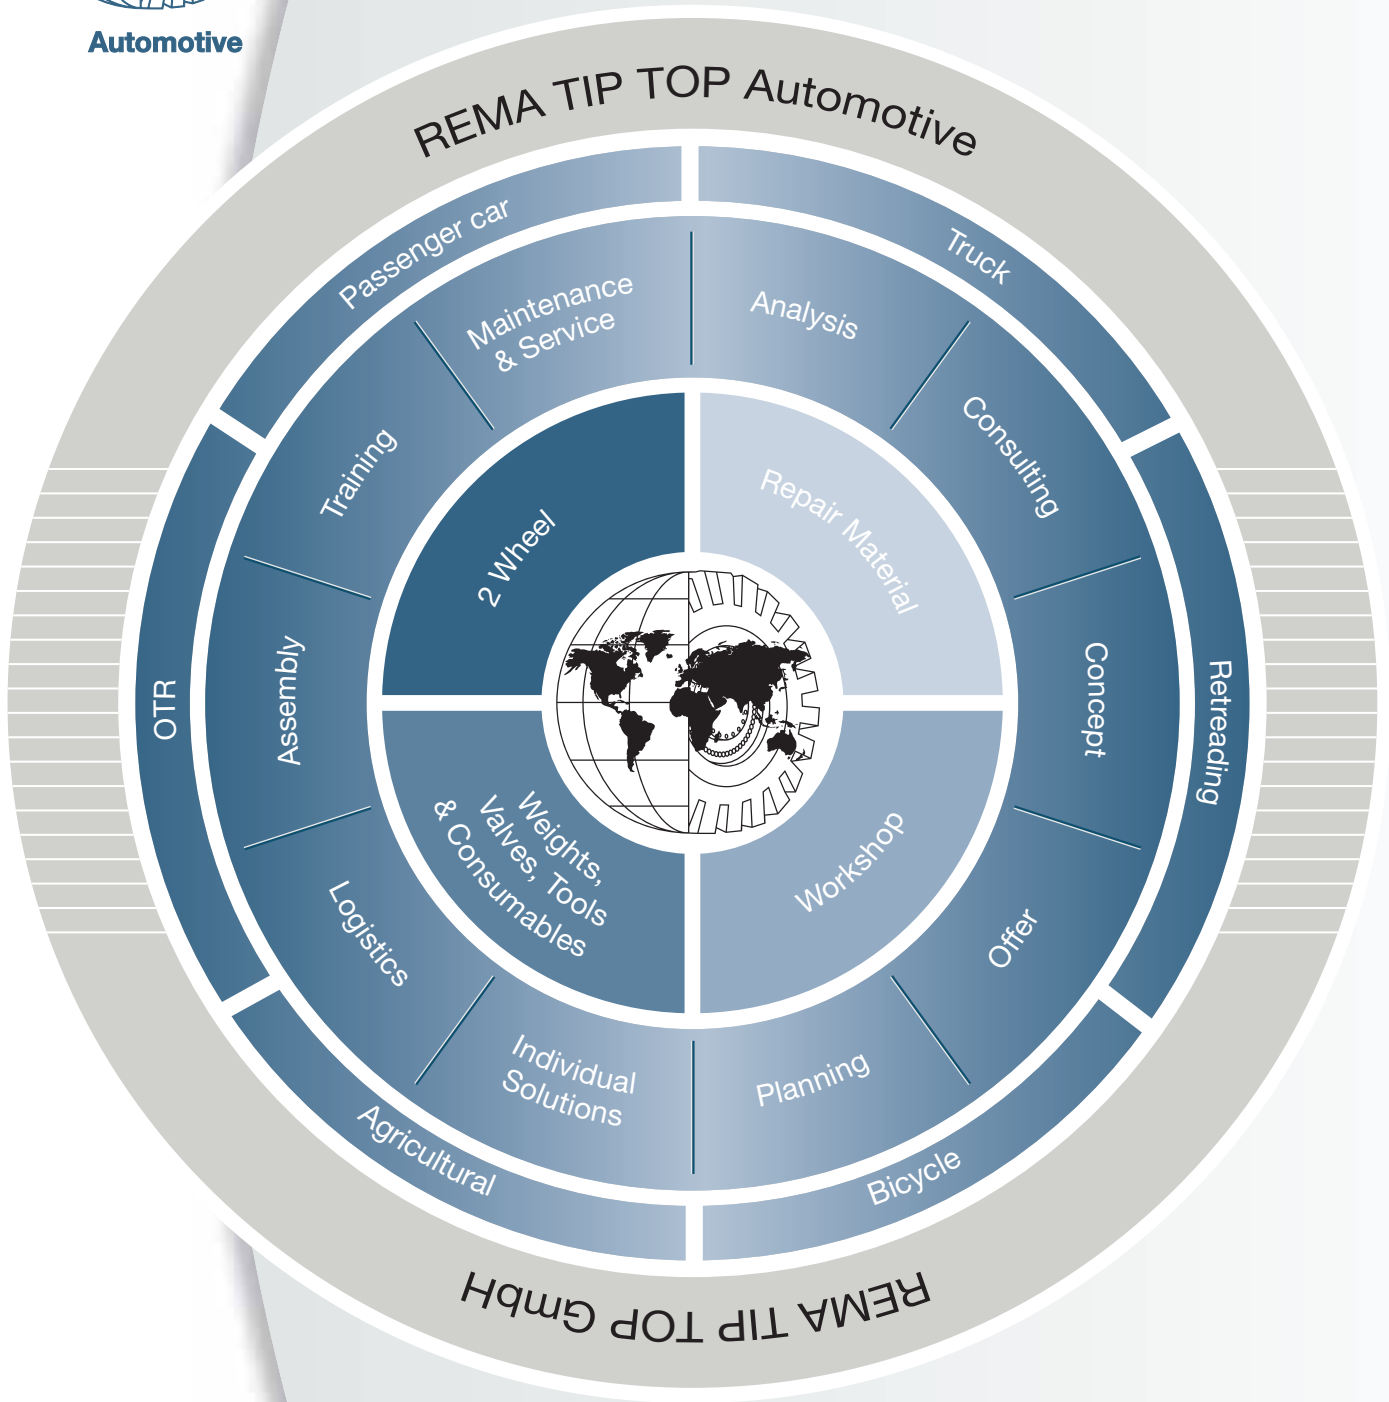 Automotive
REMA TIP TOP Automotive
Passenger car
Truck
Retreading
Bicycle
Agricultural
OTR
Maintenance
& Service
Analysis
Consulting
Concept
Offer
Planning
Individual
Solutions
Logistics
Assembly
Training
2 Wheel
Repair Material
Workshop
Weights,
Valves, Tools
& Consumables
REMA TIP TOP GmbH